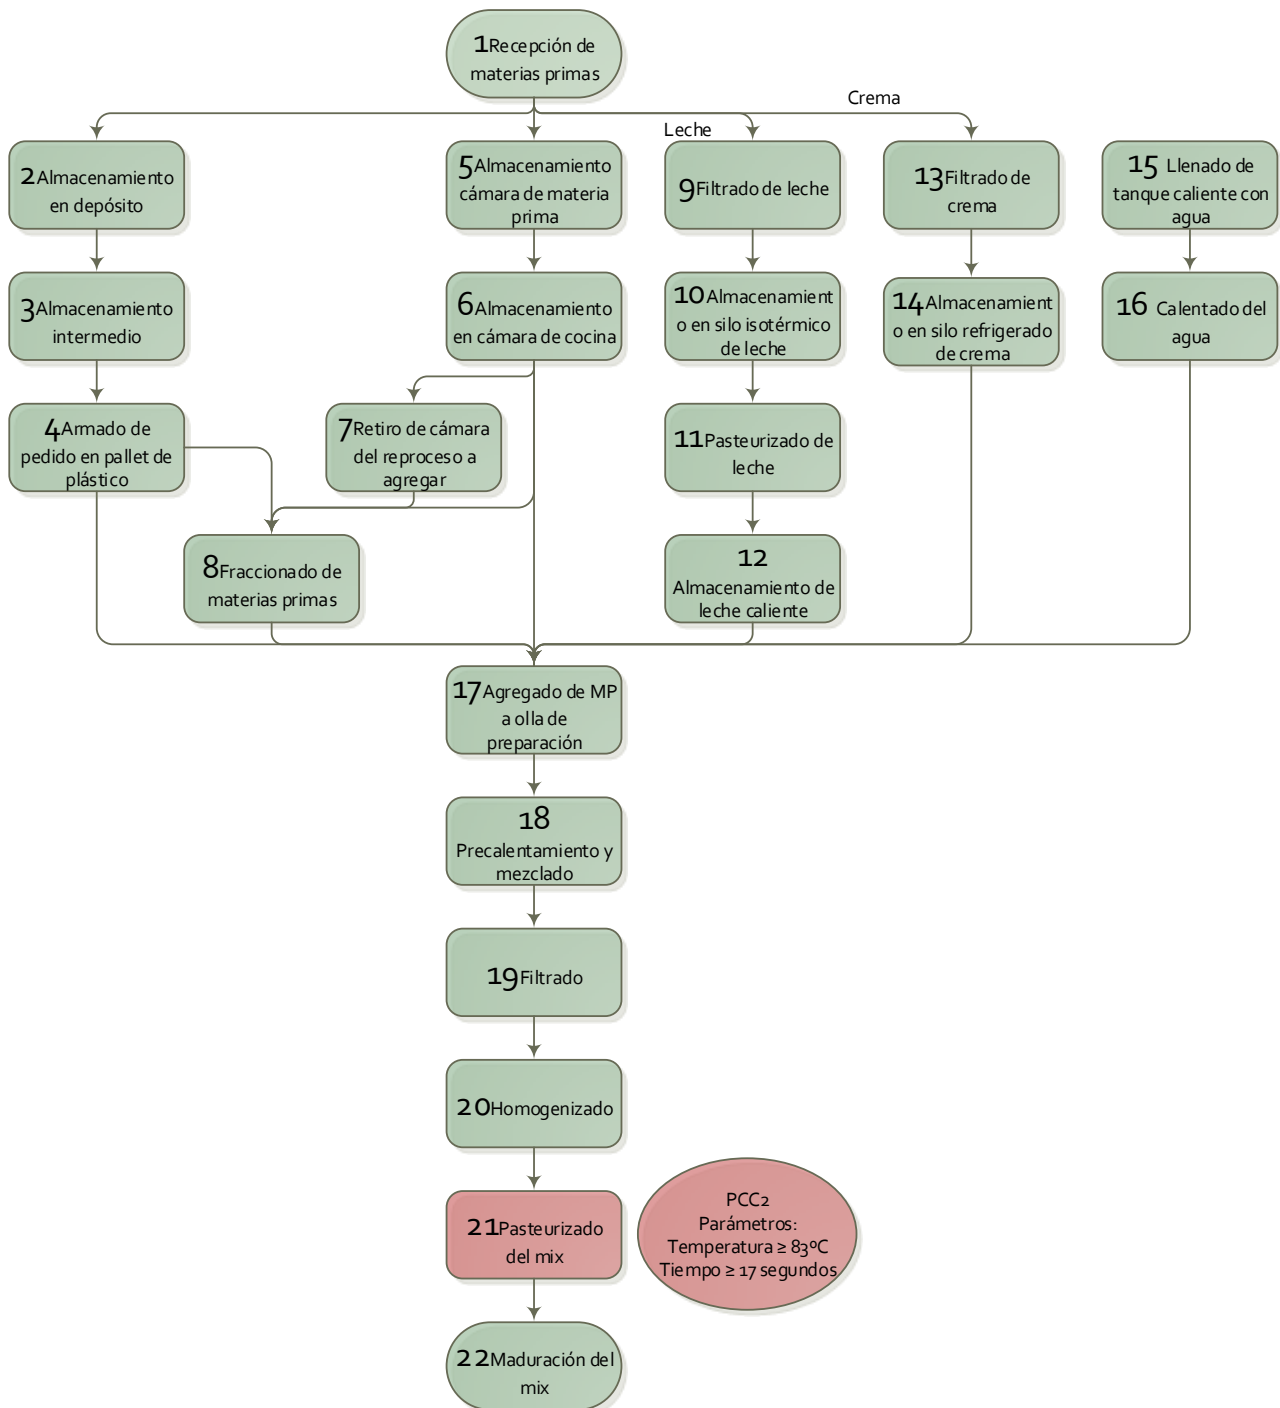 1Recepción de
materias primas
Crema
Leche
2Almacenamiento
en depósito
5Almacenamiento
cámara de materia
prima
9Filtrado de leche
13Filtrado de
crema
15 Llenado de
tanque caliente con
agua
3Almacenamiento
intermedio
6Almacenamiento
en cámara de cocina
10Almacenamient
o en silo isotérmico
de leche
14Almacenamient
o en silo refrigerado
de crema
16 Calentado del
agua
4Armado de
pedido en pallet de
plástico
7Retiro de cámara
del reproceso a
agregar
11Pasteurizado de
leche
8Fraccionado de
materias primas
12
Almacenamiento de
leche caliente
17Agregado de MP
a olla de
preparación
18
Precalentamiento y
mezclado
19Filtrado
20Homogenizado
21Pasteurizado
del mix
PCC2
Parámetros:
Temperatura ≥ 83ºC
Tiempo ≥ 17 segundos
22Maduración del
mix